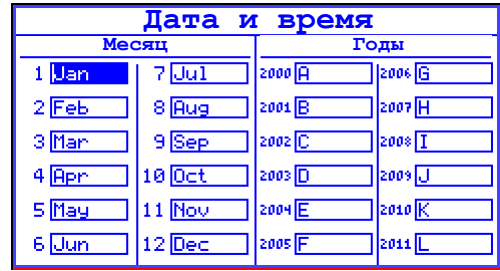 Дата и время
Месяц Годы
1 Jan 7 Jul 2000 A 2006 G
2 Feb 8 Aug 2001 B 2007 H
3 Mar 9 Sep 2002 C 2008 I
4 Apr 10 Oct 2003 D 2009 J
5 May 11 Nov 2004 E 2010 K
6 Jun 12 Dec 2005 F 2011 L